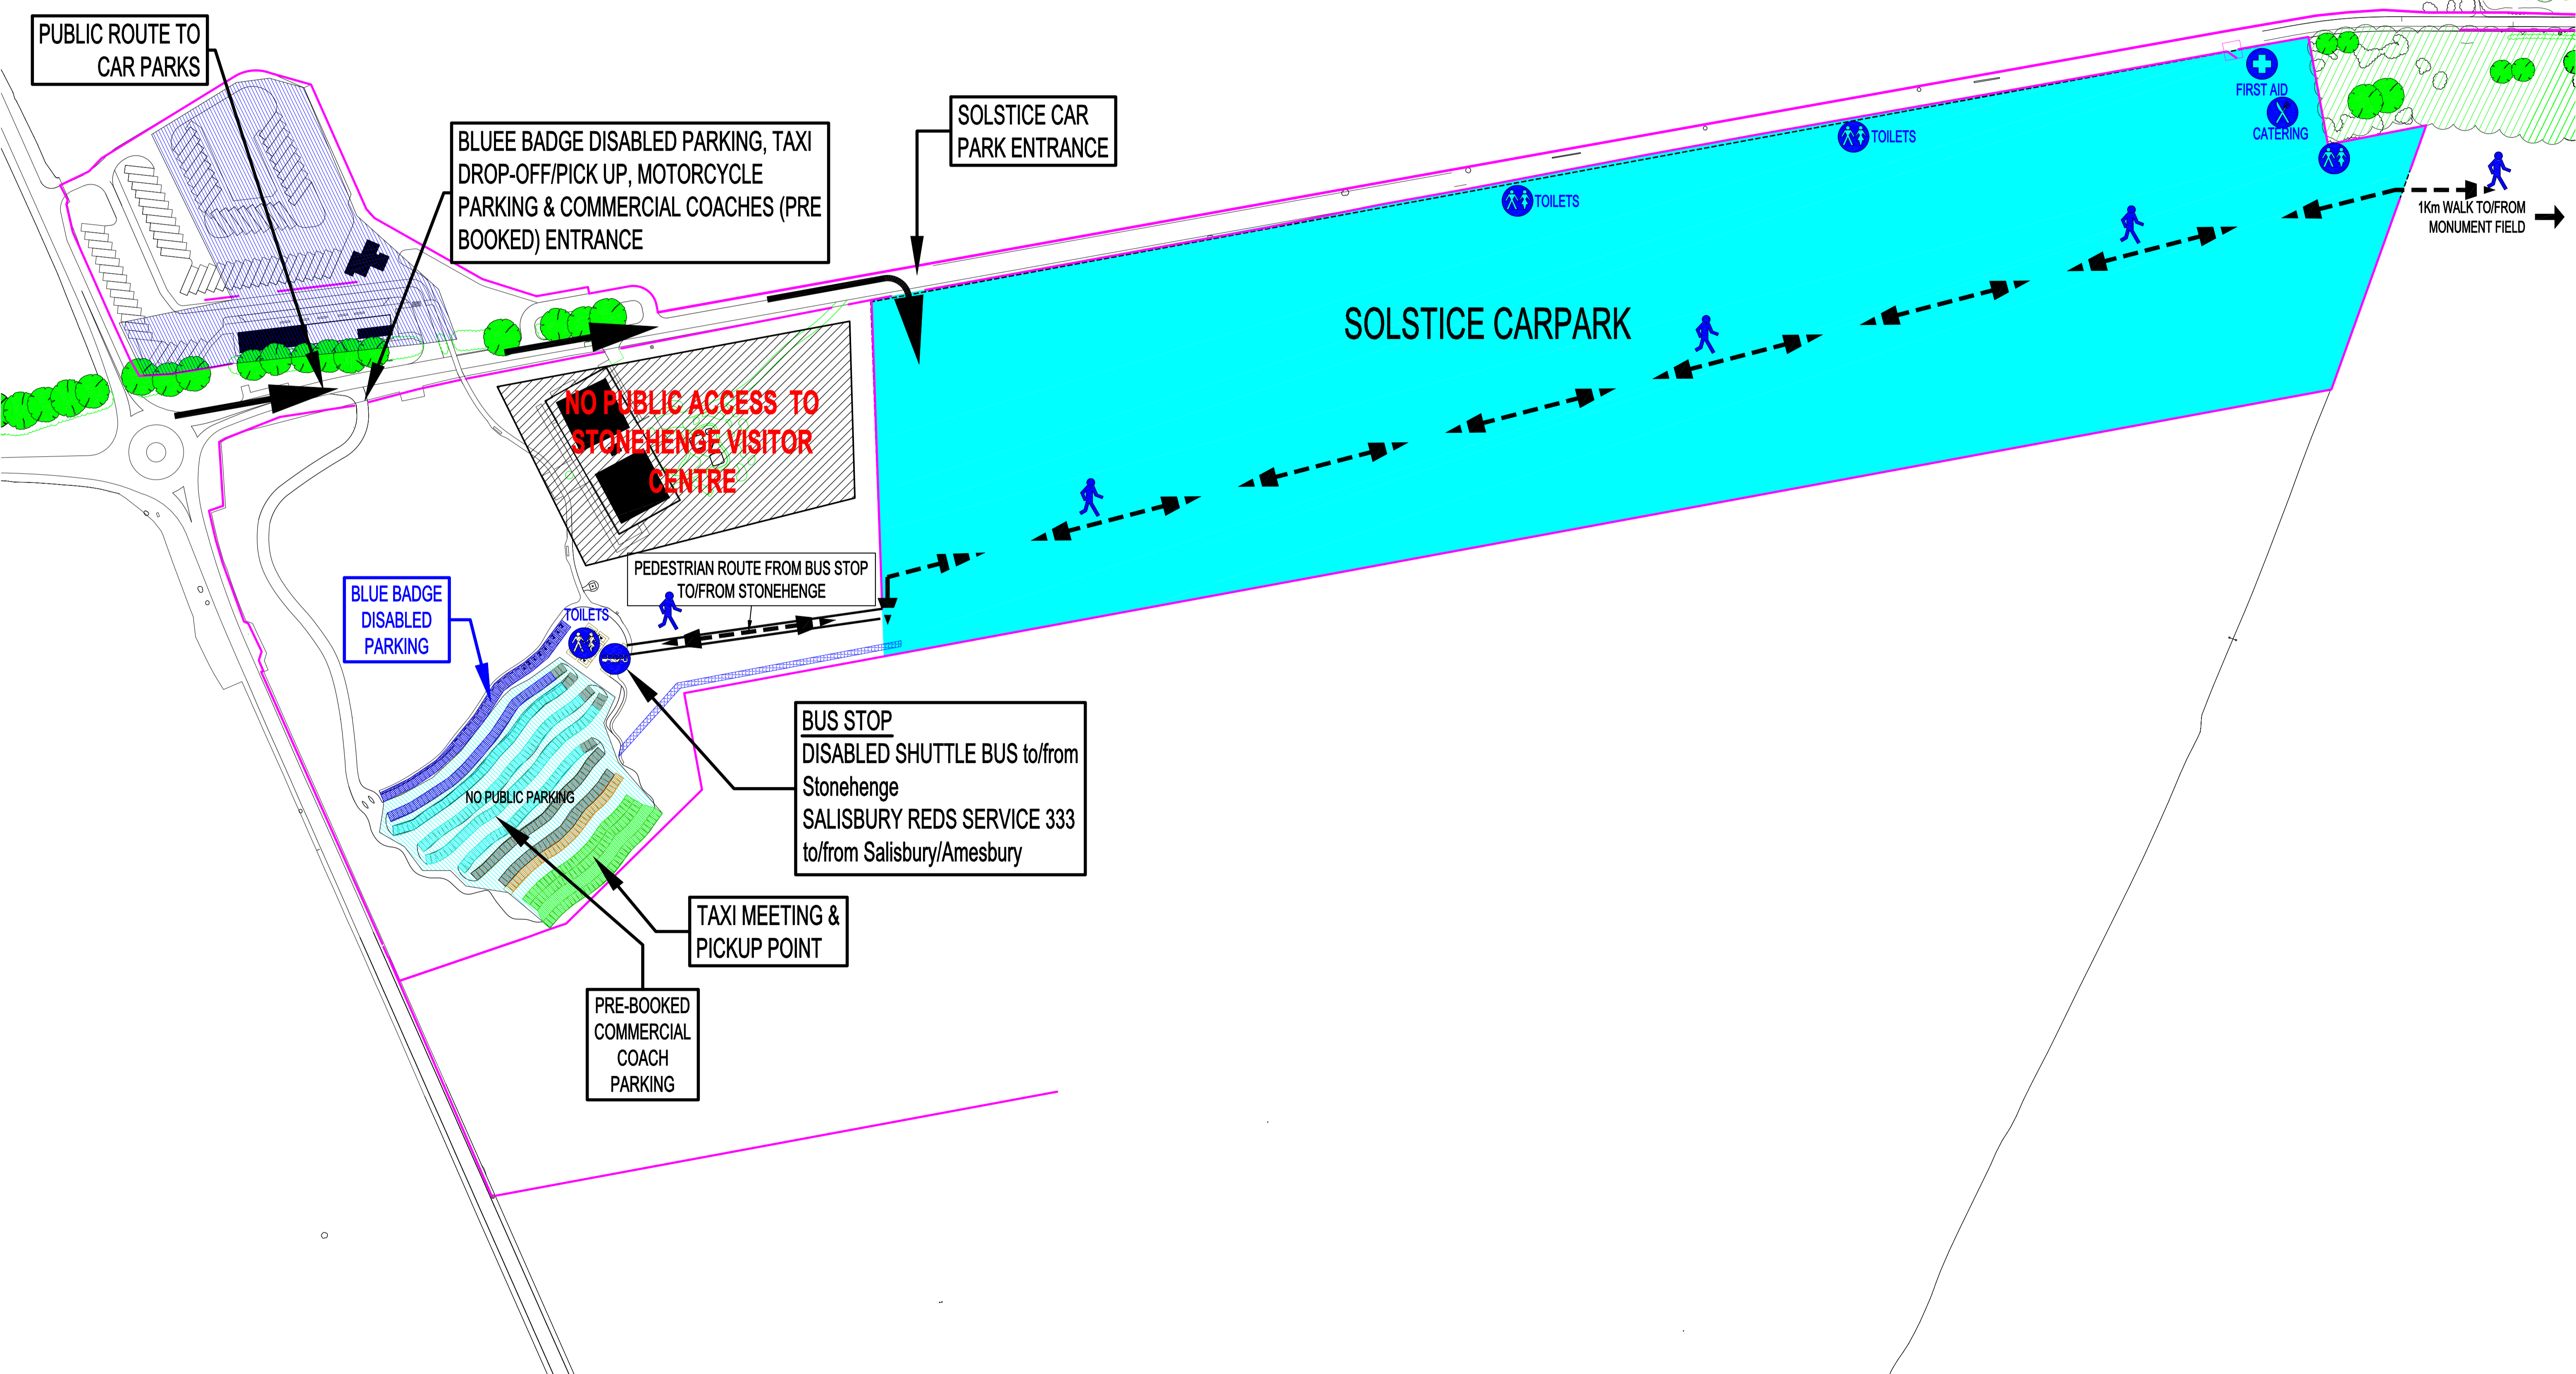 PUBLIC ROUTE TO
CAR PARKS
BLUEE BADGE DISABLED PARKING, TAXI
DROP-OFF/PICK UP, MOTORCYCLE
PARKING & COMMERCIAL COACHES (PRE
BOOKED) ENTRANCE
SOLSTICE CAR
PARK ENTRANCE
FIRST AID
CATERING
TOILETS
TOILETS
1Km WALK TO/FROM
MONUMENT FIELD
SOLSTICE CARPARK
NO PUBLIC ACCESS TO
STONEHENGE VISITOR
CENTRE
PEDESTRIAN ROUTE FROM BUS STOP
TO/FROM STONEHENGE
BLUE BADGE
DISABLED
PARKING
TOILETS
NO PUBLIC PARKING
BUS STOP
DISABLED SHUTTLE BUS to/from
Stonehenge
SALISBURY REDS SERVICE 333
to/from Salisbury/Amesbury
TAXI MEETING &
PICKUP POINT
PRE-BOOKED
COMMERCIAL
COACH
PARKING